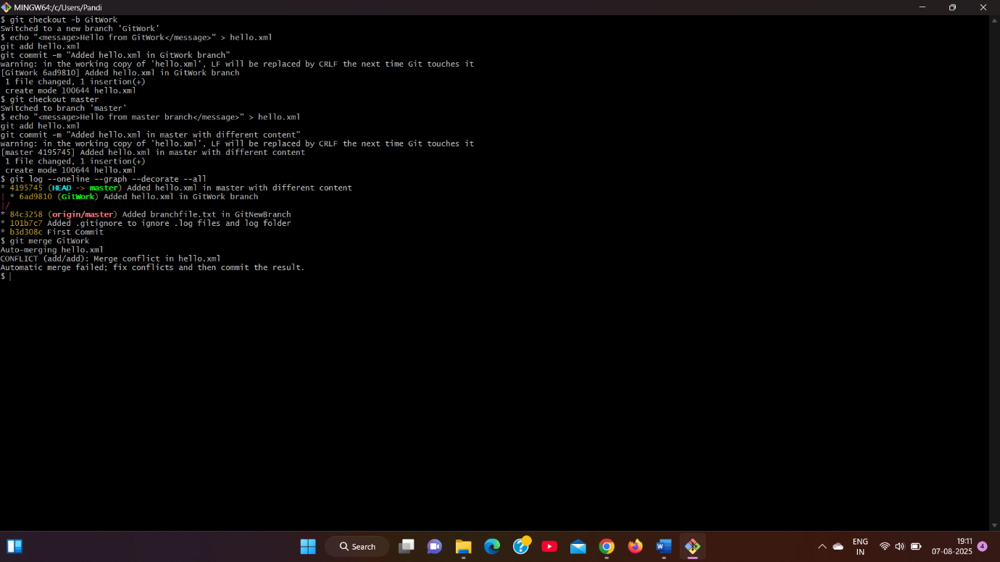 MINGW64:/c/Users/Pandi
$ git checkout -b GitWork
Switched to a new branch 'GitWork'
$ echo "<message>Hello from GitWork</message>" > hello.xml
git add hello.xml
git commit -m "Added hello.xml in GitWork branch"
warning: in the working copy of 'hello.xml', LF will be replaced by CRLF the next time Git touches it
[GitWork 6ad9810] Added hello.xml in GitWork branch
 1 file changed, 1 insertion(+)
 create mode 100644 hello.xml
$ git checkout master
Switched to branch 'master'
$ echo "<message>Hello from master branch</message>" > hello.xml
git add hello.xml
git commit -m "Added hello.xml in master with different content"
warning: in the working copy of 'hello.xml', LF will be replaced by CRLF the next time Git touches it
[master 4195745] Added hello.xml in master with different content
 1 file changed, 1 insertion(+)
 create mode 100644 hello.xml
$ git log --oneline --graph --decorate --all
* 4195745 (HEAD -> master) Added hello.xml in master with different content
| * 6ad9810 (GitWork) Added hello.xml in GitWork branch
|/
* 84c3258 (origin/master) Added branchfile.txt in GitNewBranch
* 101b7c7 Added .gitignore to ignore .log files and log folder
* b3d308c First Commit
$ git merge GitWork
Auto-merging hello.xml
CONFLICT (add/add): Merge conflict in hello.xml
Automatic merge failed; fix conflicts and then commit the result.
$
Search
ENG
IN
19:11
07-08-2025
4